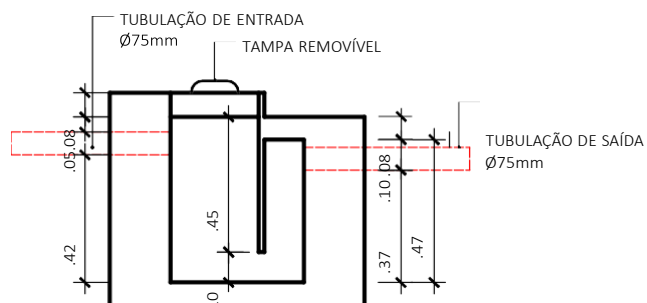 TUBULAÇÃO DE ENTRADA
Ø75mm
TAMPA REMOVÍVEL
TUBULAÇÃO DE SAÍDA
Ø75mm
.05 .08
.42
.45
.10 .08
.37
.47